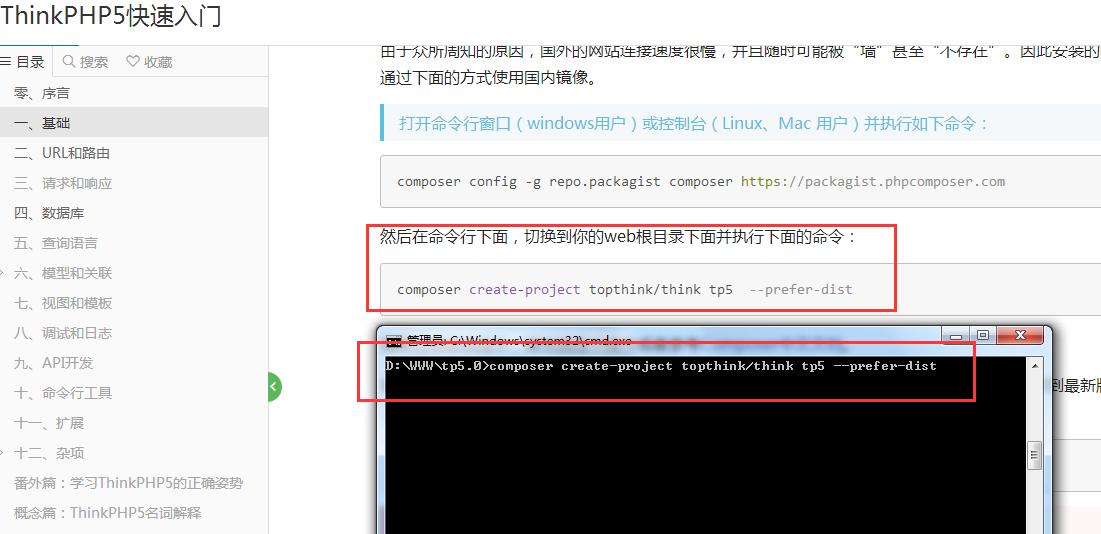 ThinkPHP5快速入门
目录 搜索 收藏
零、序言
一、基础
二、URL和路由
三、请求和响应
四、数据库
五、查询语言
六、模型和关联
七、视图和模板
八、调试和日志
九、API开发
十、命令行工具
十一、扩展
十二、杂项
番外篇：学习ThinkPHP5的正确姿势
概念篇：ThinkPHP5名词解释
由于众所周知的原因，国外的网站连接速度很慢，并且随时可能被“墙”甚至“不存在”。因此安装的
通过下面的方式使用国内镜像。
打开命令行窗口（windows用户）或控制台（Linux、Mac 用户）并执行如下命令：
composer config -g repo.packagist composer https://packagist.phpcomposer.com
然后在命令行下面，切换到你的web根目录下面并执行下面的命令：
composer create-project topthink/think tp5  --prefer-dist
管理员: C:\Windows\system32\cmd.exe
D:\WWW\tp5.0>composer create-project topthink/think tp5 --prefer-dist
到最新版